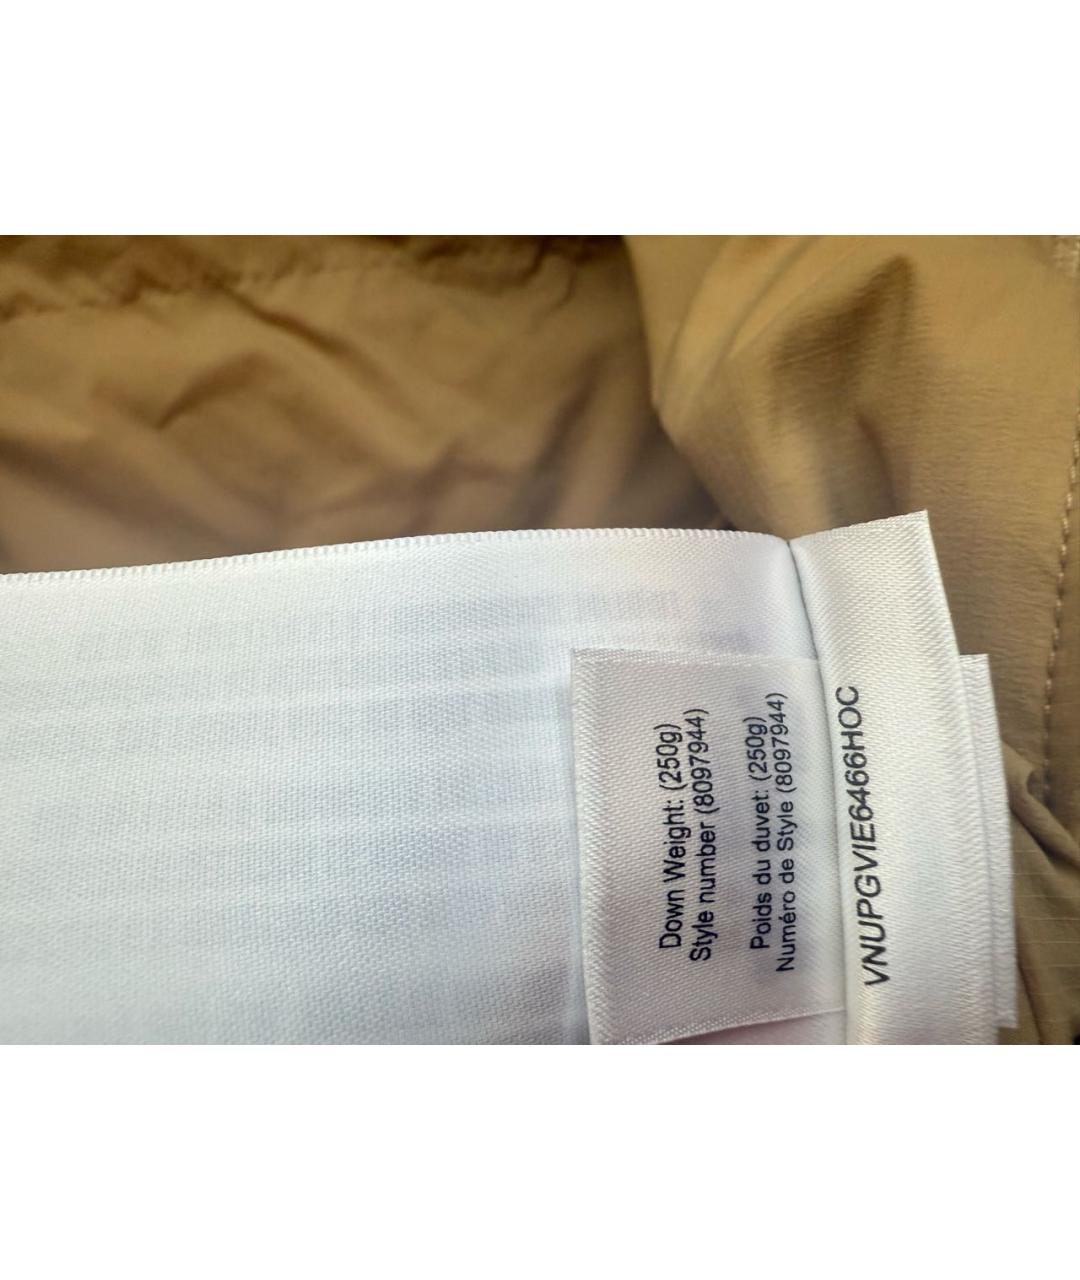 Down Weight: (250g)
Style number (8097944)
Poids du duvet: (250g)
Numéro de Style (8097944)
VNUPGVIE6466HOC